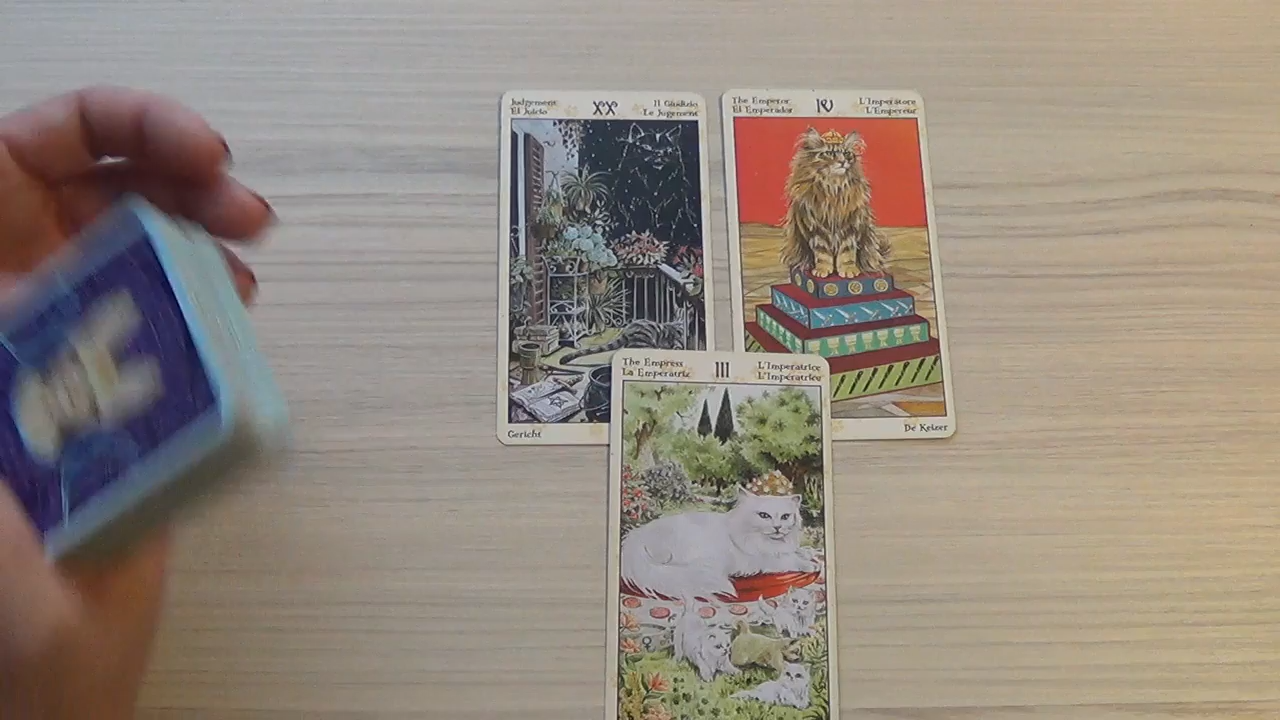 Judgement XX Il Giudizio
El Juicio Le Jugement
Gericht
The Emperor IV L'Imperatore
El Emperador L'Empereur
De Keizer
The Empress III L'Imperatrice
La Emperatriz L'Impératrice